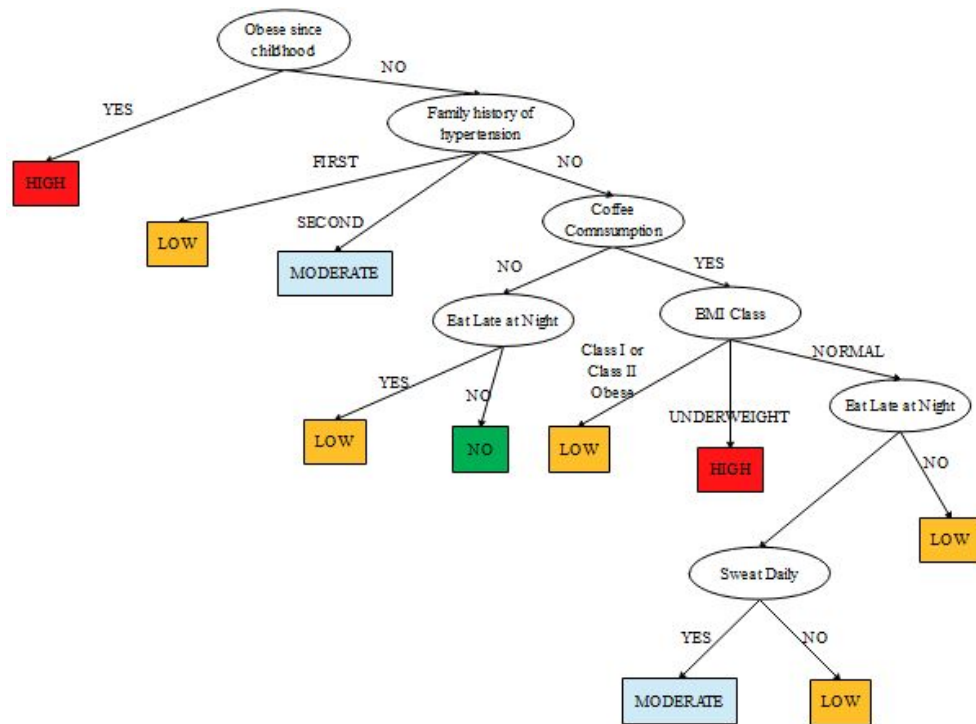 Obese since
childhood
NO
YES
Family history of
hypertension
HIGH
FIRST
NO
SECOND
LOW
MODERATE
Coffee
Comnsumption
NO
YES
Eat Late at Night
BMI Class
YES
NO
Class I or
Class II
Obese
UNDERWEIGHT
NORMAL
LOW
NO
LOW
HIGH
Eat Late at Night
NO
LOW
Sweat Daily
YES
NO
MODERATE
LOW